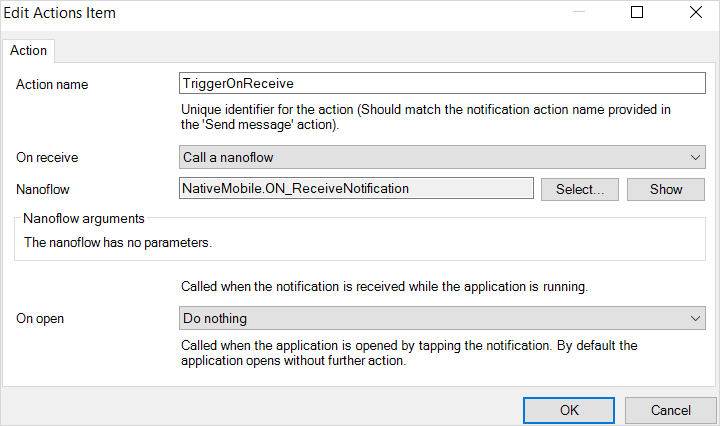 Edit Actions Item
Action
Action name
TriggerOnReceive
Unique identifier for the action (Should match the notification action name provided in
the 'Send message' action).
On receive
Call a nanoflow
Nanoflow
NativeMobile.ON_ReceiveNotification
Select...
Show
Nanoflow arguments
The nanoflow has no parameters.
Called when the notification is received while the application is running.
On open
Do nothing
Called when the application is opened by tapping the notification. By default the
application opens without further action.
OK
Cancel